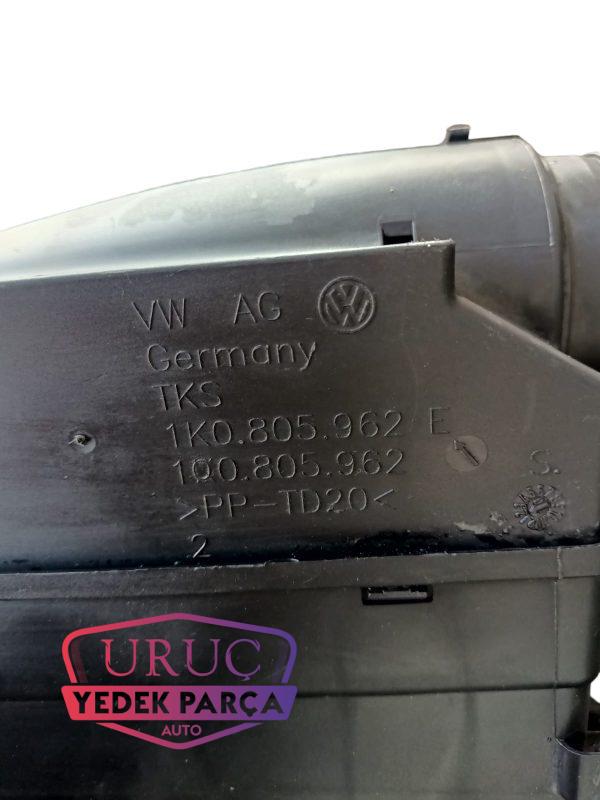 VW AG
Germany
TKS
1K0.805.962 E
1Q0.805.962
>PP-TD20<
S.
2
URUÇ
YEDEK PARÇA
AUTO